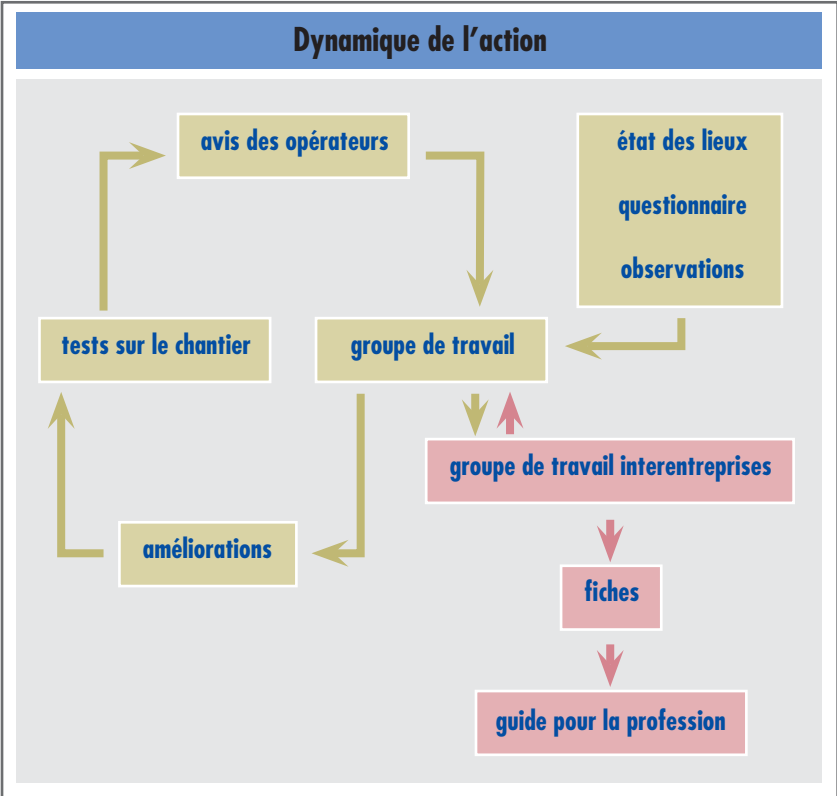 Dynamique de l'action
avis des opérateurs
état des lieux
questionnaire
observations
tests sur le chantier
groupe de travail
groupe de travail interentreprises
améliorations
fiches
guide pour la profession